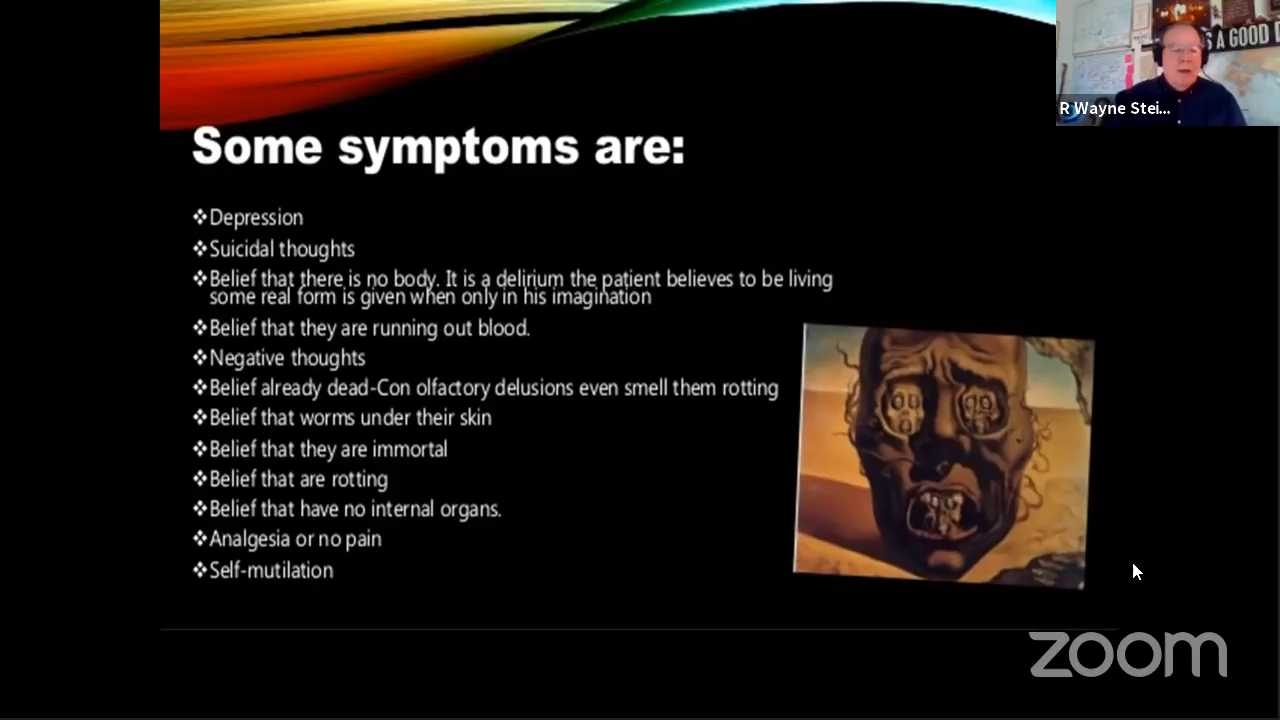 S A GOOD D
R Wayne Stei...
Some symptoms are:
❖Depression
❖Suicidal thoughts
❖Belief that there is no body. It is a delirium the patient believes to be living
some real form is given when only in his imagination
❖Belief that they are running out blood.
❖Negative thoughts
❖Belief already dead-Con olfactory delusions even smell them rotting
❖Belief that worms under their skin
❖Belief that they are immortal
❖Belief that are rotting
❖Belief that have no internal organs.
❖Analgesia or no pain
❖Self-mutilation
zoom